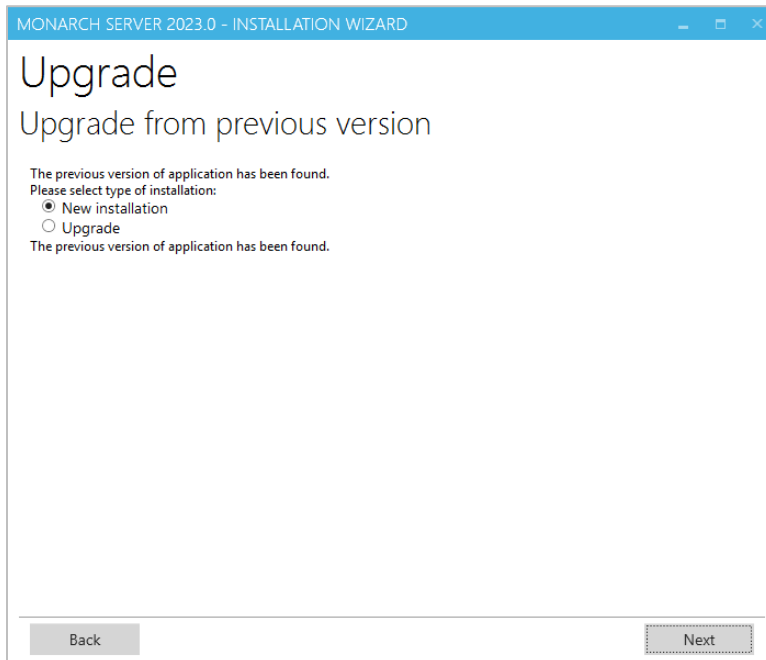 MONARCH SERVER 2023.0 - INSTALLATION WIZARD
Upgrade
Upgrade from previous version
The previous version of application has been found.
Please select type of installation:
New installation
Upgrade
The previous version of application has been found.
Back
Next